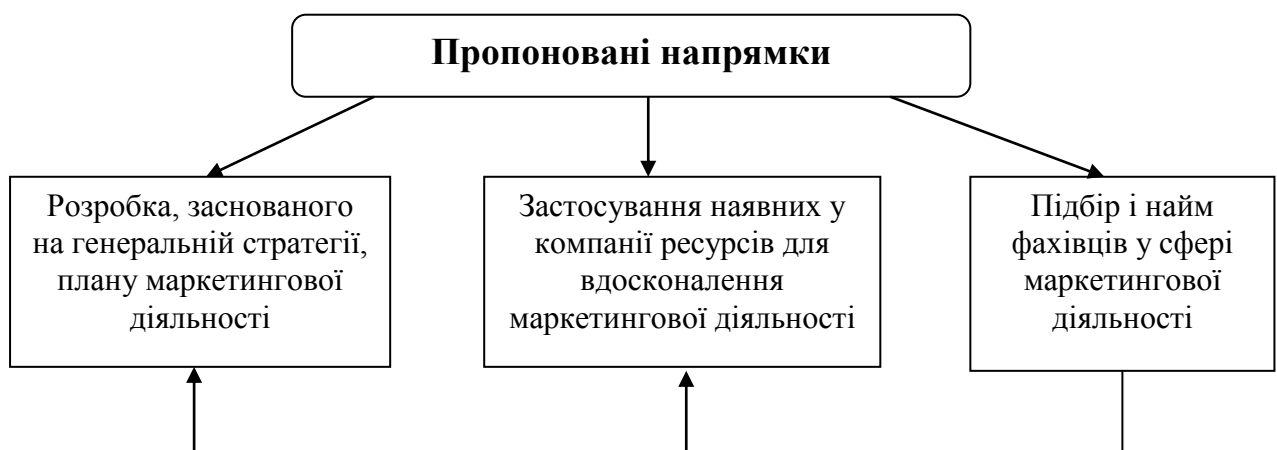 Пропоновані напрямки
Розробка, заснованого
на генеральній стратегії,
плану маркетингової
діяльності
Застосування наявних у
компанії ресурсів для
вдосконалення
маркетингової діяльності
Підбір і найм
фахівців у сфері
маркетингової
діяльності